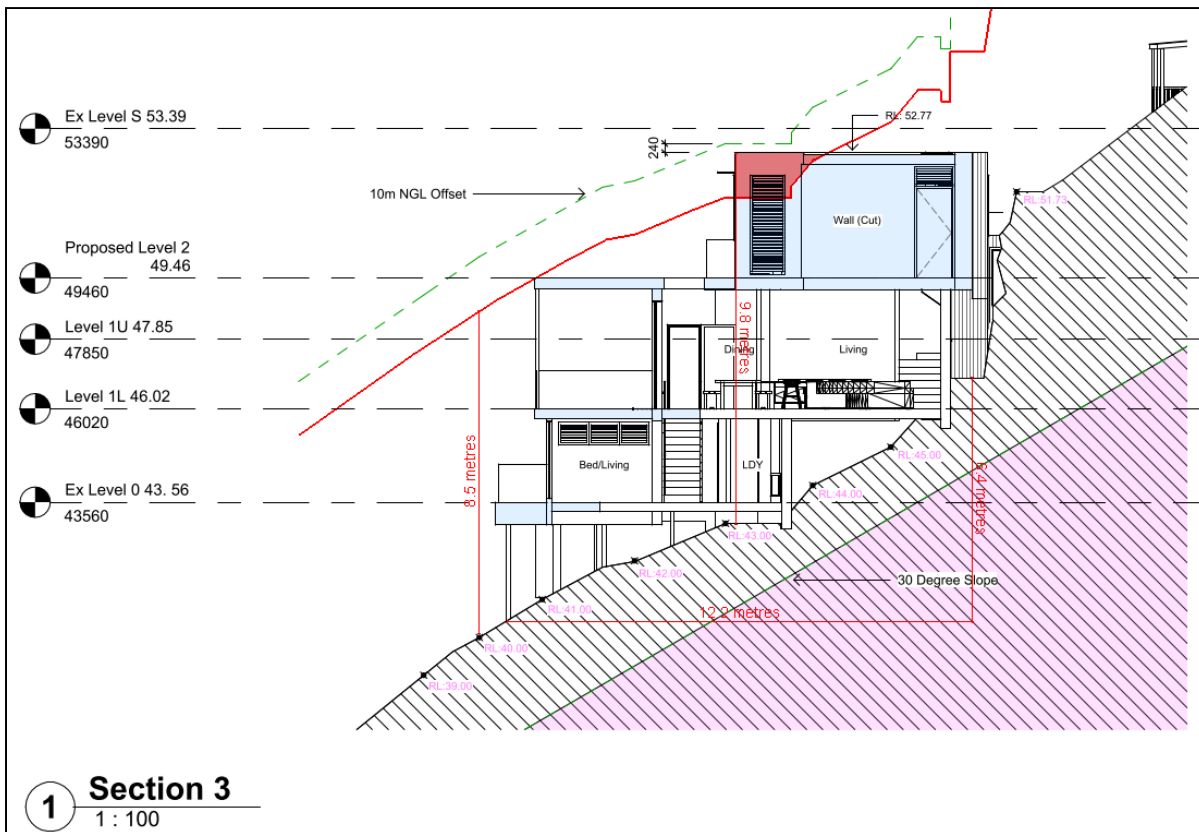 Ex Level S 53.39
53390
RL: 52.77
240
10m NGL Offset
RL:51.73
Wall (Cut)
Proposed Level 2
49.46
49460
Level 1U 47.85
47850
9.8 metres
Dining
Living
Level 1L 46.02
46020
8.5 metres
Bed/Living
LDY
RL:45.00
6.4 metres
RL:44.00
Ex Level 0 43. 56
43560
RL:43.00
RL:42.00
30 Degree Slope
RL:41.00
12.2 metres
RL:40.00
RL:39.00
1
Section 3
1 : 100